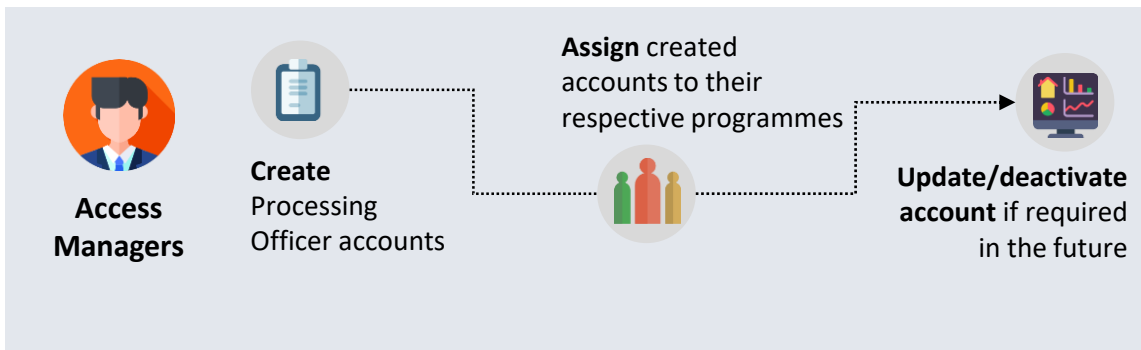 Access
Managers
Create
Processing
Officer accounts
Assign created
accounts to their
respective programmes
Update/deactivate
account if required
in the future